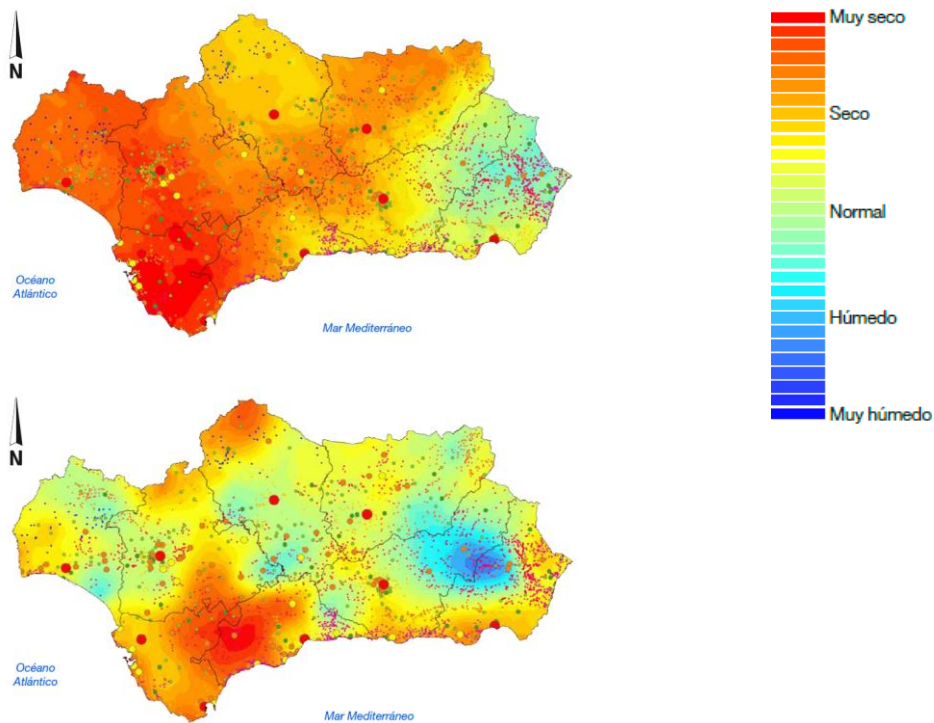 N
Océano
Atlántico
Mar Mediterráneo
Muy seco
Seco
Normal
Húmedo
Muy húmedo
N
Océano
Atlántico
Mar Mediterráneo